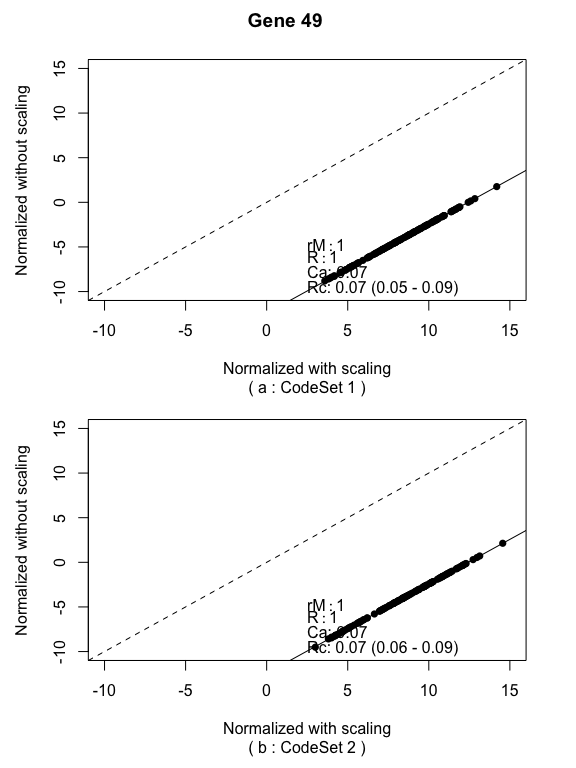 Gene 49
Normalized without scaling
15
10
5
0
-5
-10
rM : 1
R : 1
Ca: 0.07
Rc: 0.07 (0.05 - 0.09)
-10 -5 0 5 10 15
Normalized with scaling
( a : CodeSet 1 )
Normalized without scaling
15
10
5
0
-5
-10
rM : 1
R : 1
Ca: 0.07
Rc: 0.07 (0.06 - 0.09)
-10 -5 0 5 10 15
Normalized with scaling
( b : CodeSet 2 )